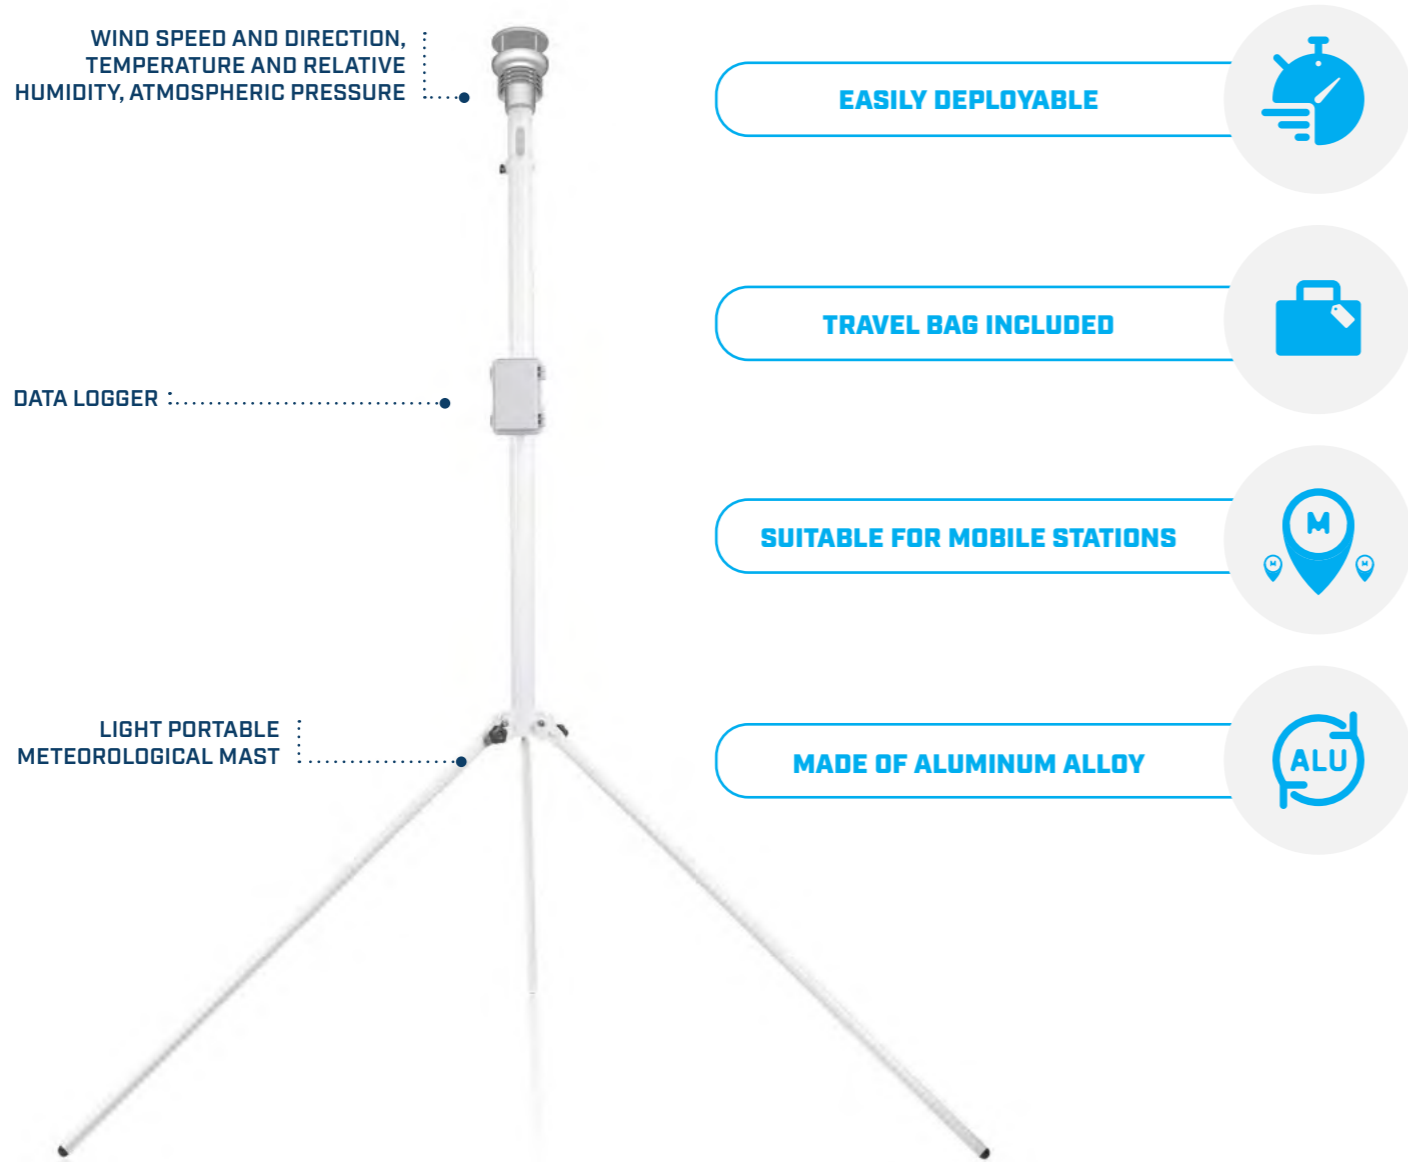 WIND SPEED AND DIRECTION,
TEMPERATURE AND RELATIVE
HUMIDITY, ATMOSPHERIC PRESSURE
DATA LOGGER
LIGHT PORTABLE
METEOROLOGICAL MAST
EASILY DEPLOYABLE
TRAVEL BAG INCLUDED
SUITABLE FOR MOBILE STATIONS
M
M
M
MADE OF ALUMINUM ALLOY
ALU